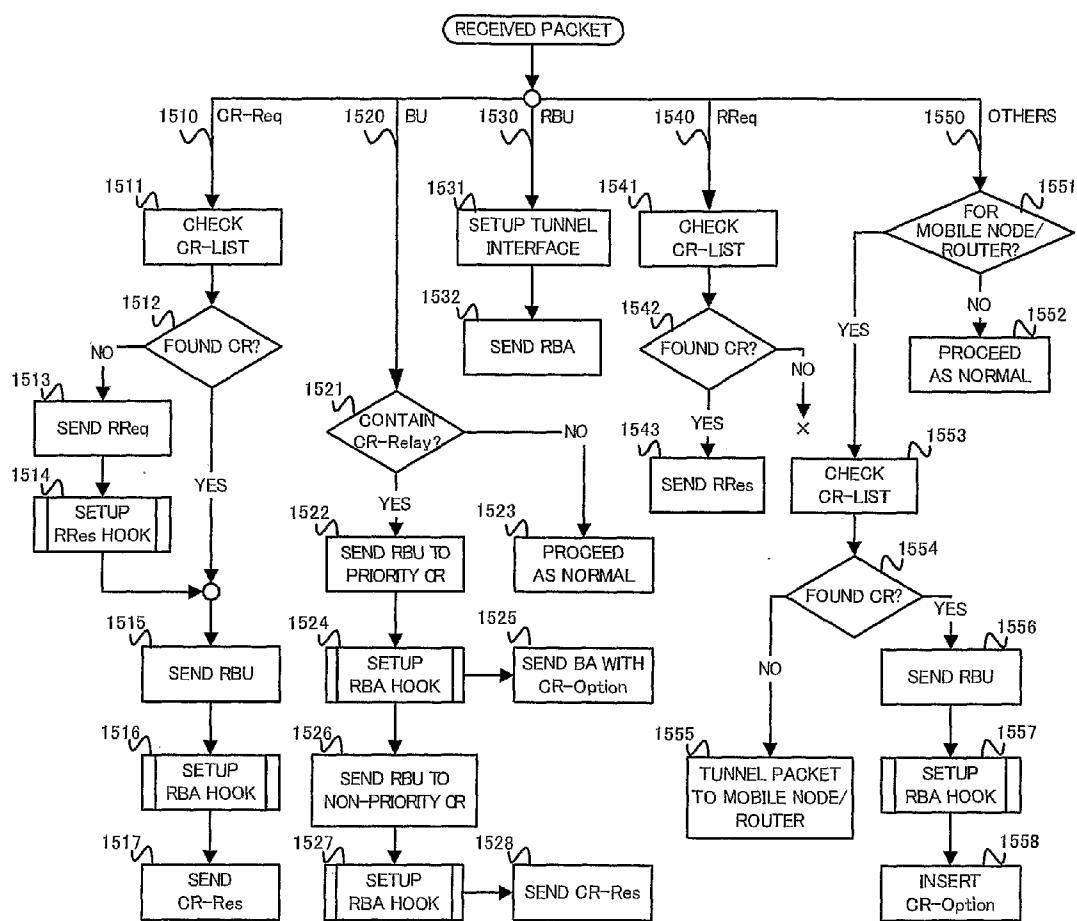 RECEIVED PACKET
1510
CR-Req
1520
BU
1530
RBU
1540
RReq
1550
OTHERS
1511
CHECK
CR-LIST
1512
FOUND CR?
NO
YES
1513
SEND RReq
1514
SETUP
RRes HOOK
1515
SEND RBU
1516
SETUP
RBA HOOK
1517
SEND
CR-Res
1521
CONTAIN
CR-Relay?
YES
NO
1522
SEND RBU TO
PRIORITY CR
1523
PROCEED
AS NORMAL
1524
SETUP
RBA HOOK
1525
SEND BA WITH
CR-Option
1526
SEND RBU TO
NON-PRIORITY CR
1527
SETUP
RBA HOOK
1528
SEND CR-Res
1531
SETUP TUNNEL
INTERFACE
1532
SEND RBA
1541
CHECK
CR-LIST
1542
FOUND CR?
NO
×
YES
1543
SEND RRes
1551
FOR
MOBILE NODE/
ROUTER?
YES
NO
1552
PROCEED
AS NORMAL
1553
CHECK
CR-LIST
1554
FOUND CR?
NO
YES
1555
TUNNEL PACKET
TO MOBILE NODE/
ROUTER
1556
SEND RBU
1557
SETUP
RBA HOOK
1558
INSERT
CR-Option